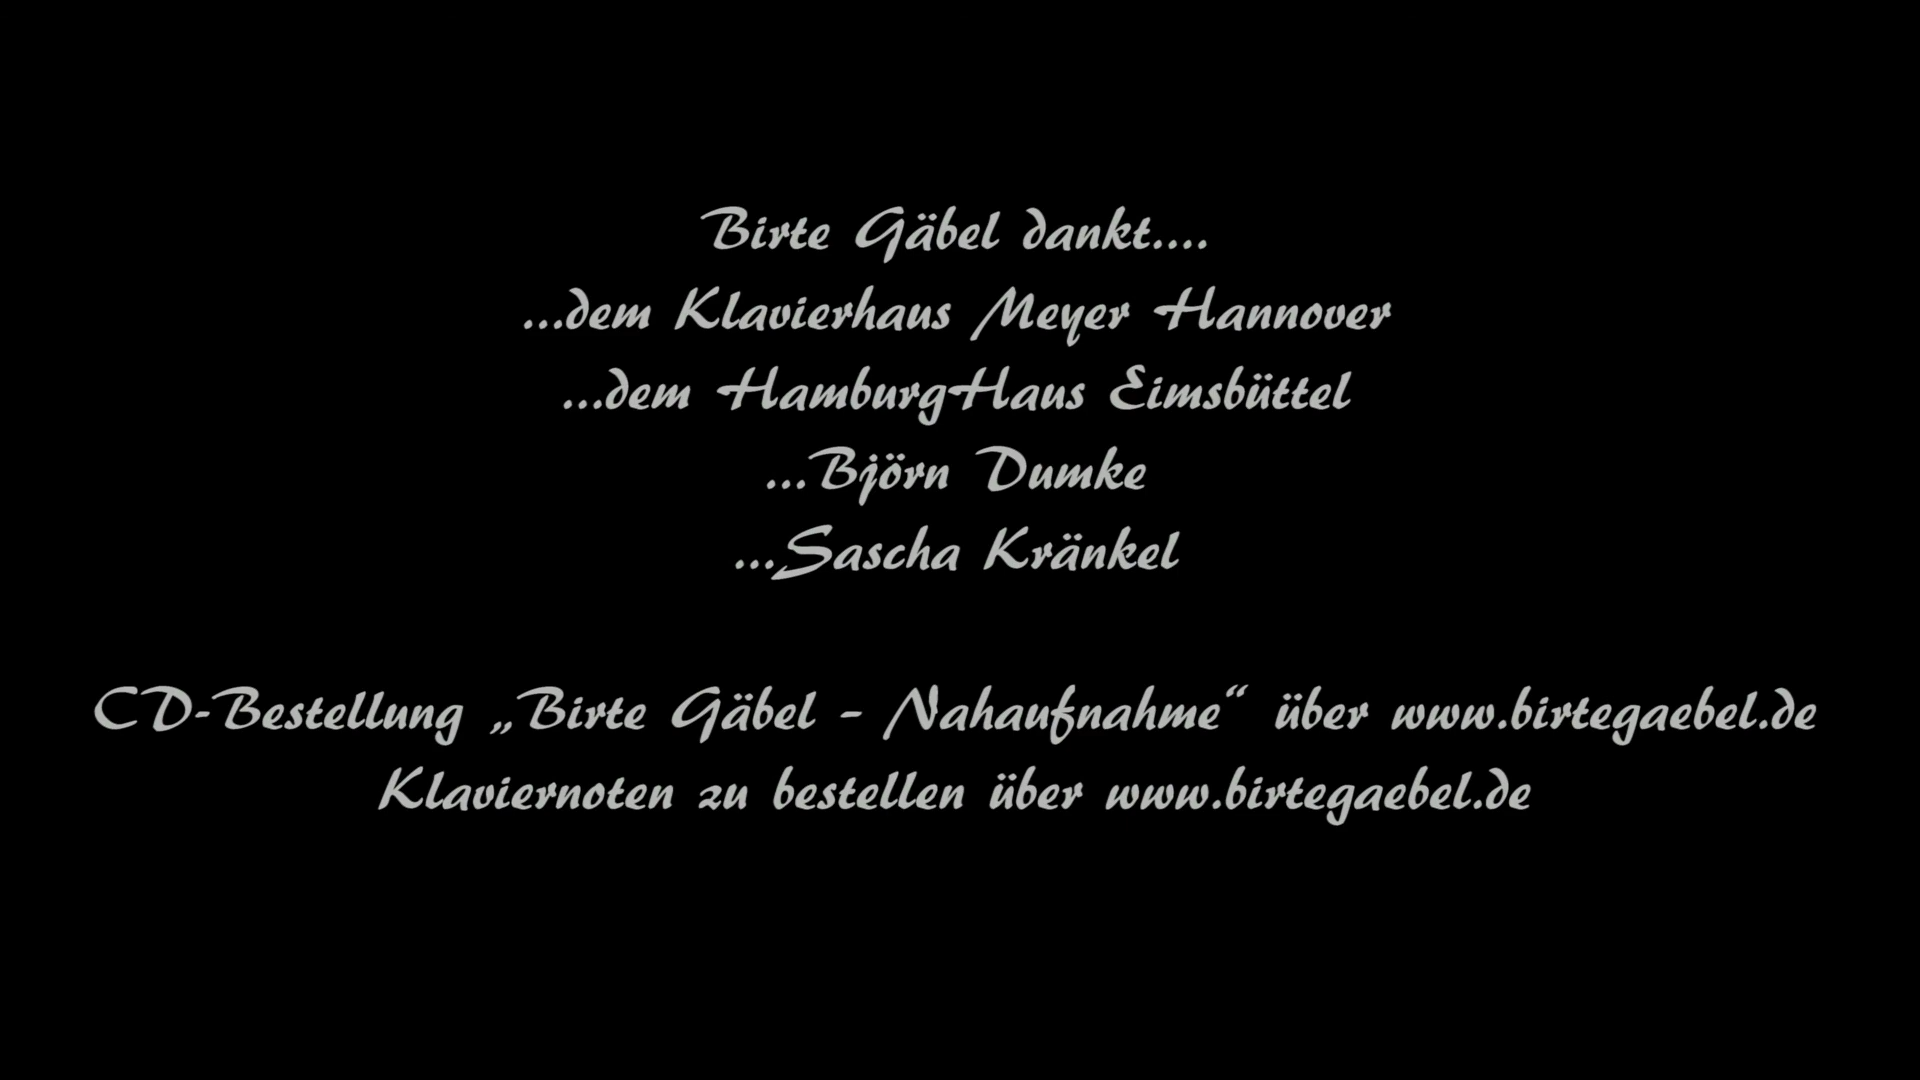 Birte Gäbel dankt....
...dem Klavierhaus Meyer Hannover
...dem HamburgHaus Eimsbüttel
...Björn Dumke
...Sascha Kränkel
CD-Bestellung „Birte Gäbel - Nahaufnahme“ über www.birtegaebel.de
Klaviernoten zu bestellen über www.birtegaebel.de